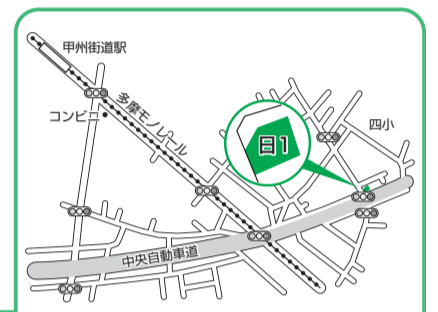 甲州街道駅
コンビニ
多摩モノレール
日1
四小
中央自動車道